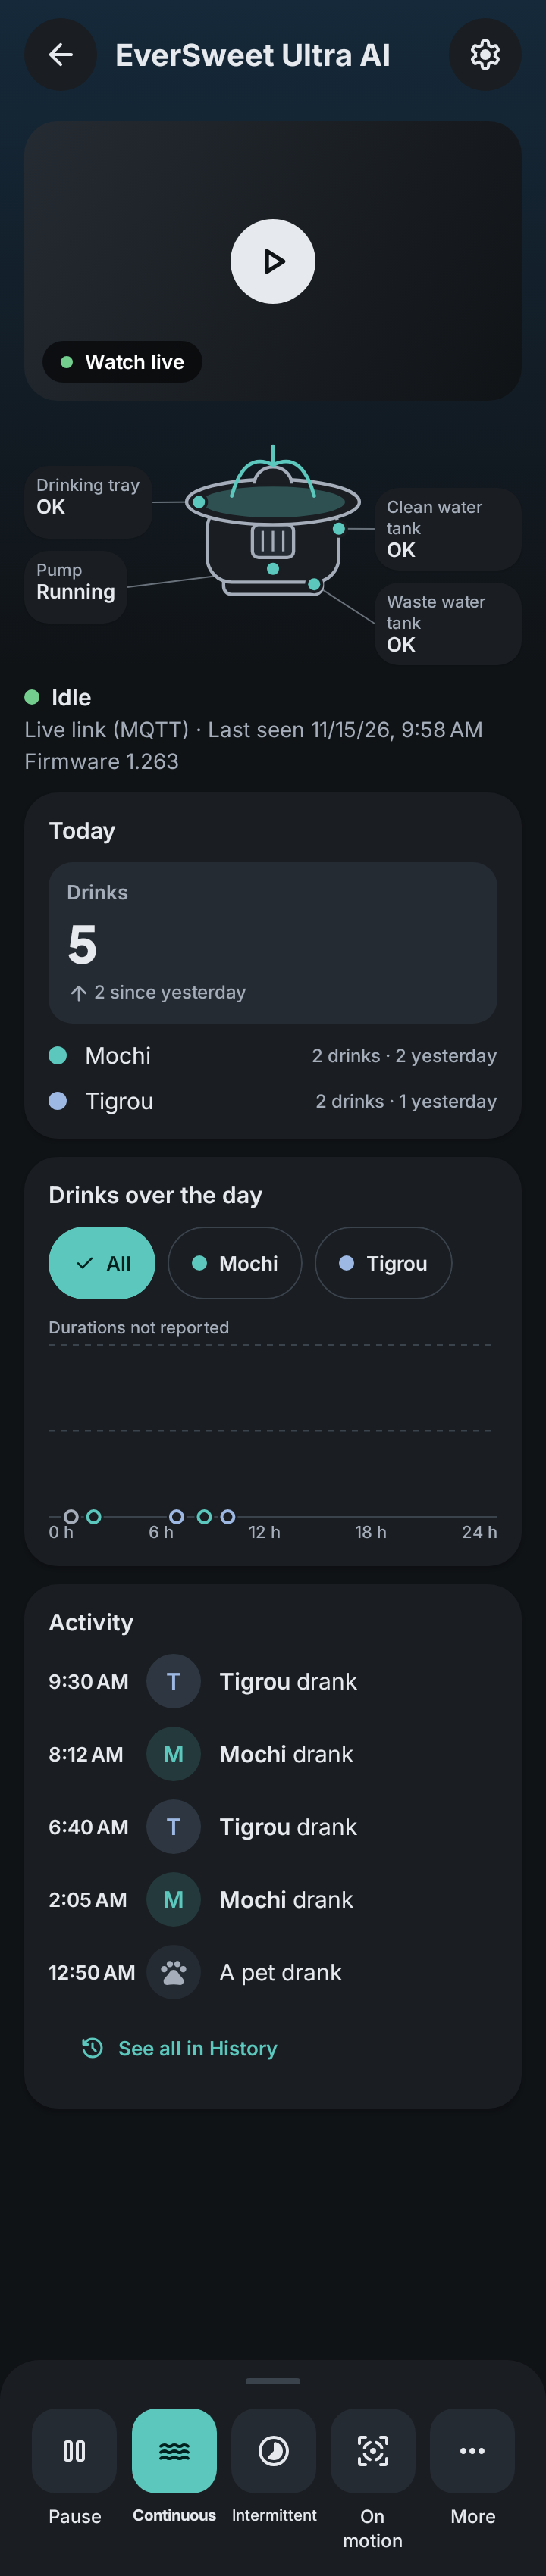 EverSweet Ultra AI
Watch live
Drinking tray
OK
Clean water
tank
OK
Pump
Running
Waste water
tank
OK
Idle
Live link (MQTT) · Last seen 11/15/26, 9:58 AM
Firmware 1.263
Today
Drinks
5
2 since yesterday
Mochi 2 drinks · 2 yesterday
Tigrou 2 drinks · 1 yesterday
Drinks over the day
All Mochi Tigrou
Durations not reported
0 h 6 h 12 h 18 h 24 h
Activity
9:30 AM T Tigrou drank
8:12 AM M Mochi drank
6:40 AM T Tigrou drank
2:05 AM M Mochi drank
12:50 AM A pet drank
See all in History
Pause Continuous Intermittent On More
motion